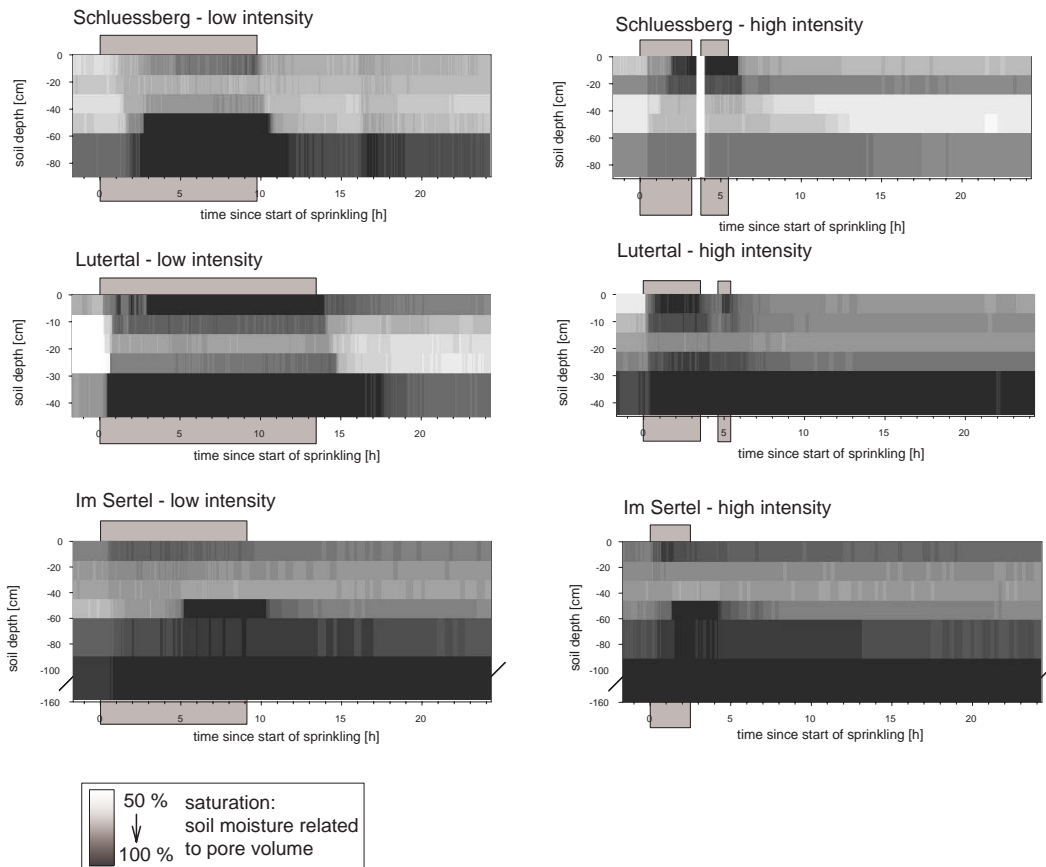 Schluessberg - low intensity
soil depth [cm]
0
-20
-40
-60
-80
0 5 10 15 20
time since start of sprinkling [h]
Schluessberg - high intensity
soil depth [cm]
0
-20
-40
-60
-80
0 5 10 15 20
time since start of sprinkling [h]
Lutertal - low intensity
soil depth [cm]
0
-10
-20
-30
-40
0 5 10 15 20
time since start of sprinkling [h]
Lutertal - high intensity
soil depth [cm]
0
-10
-20
-30
-40
0 5 10 15 20
time since start of sprinkling [h]
Im Sertel - low intensity
soil depth [cm]
0
-20
-40
-60
-80
-100
-160
0 5 10 15 20
time since start of sprinkling [h]
Im Sertel - high intensity
soil depth [cm]
0
-20
-40
-60
-80
-100
-160
0 5 10 15 20
time since start of sprinkling [h]
50 %
100 %
saturation:
soil moisture related
to pore volume